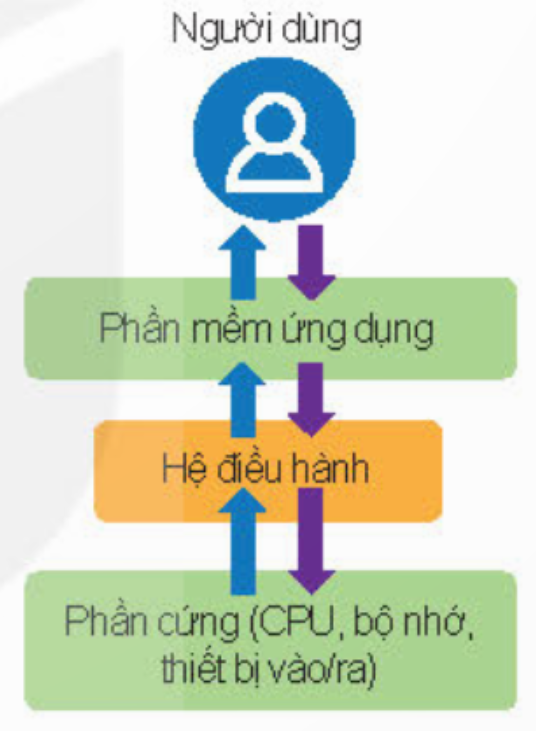 Người dùng
Phần mềm ứng dụng
Hệ điều hành
Phần cứng (CPU, bộ nhớ,
thiết bị vào/ra)